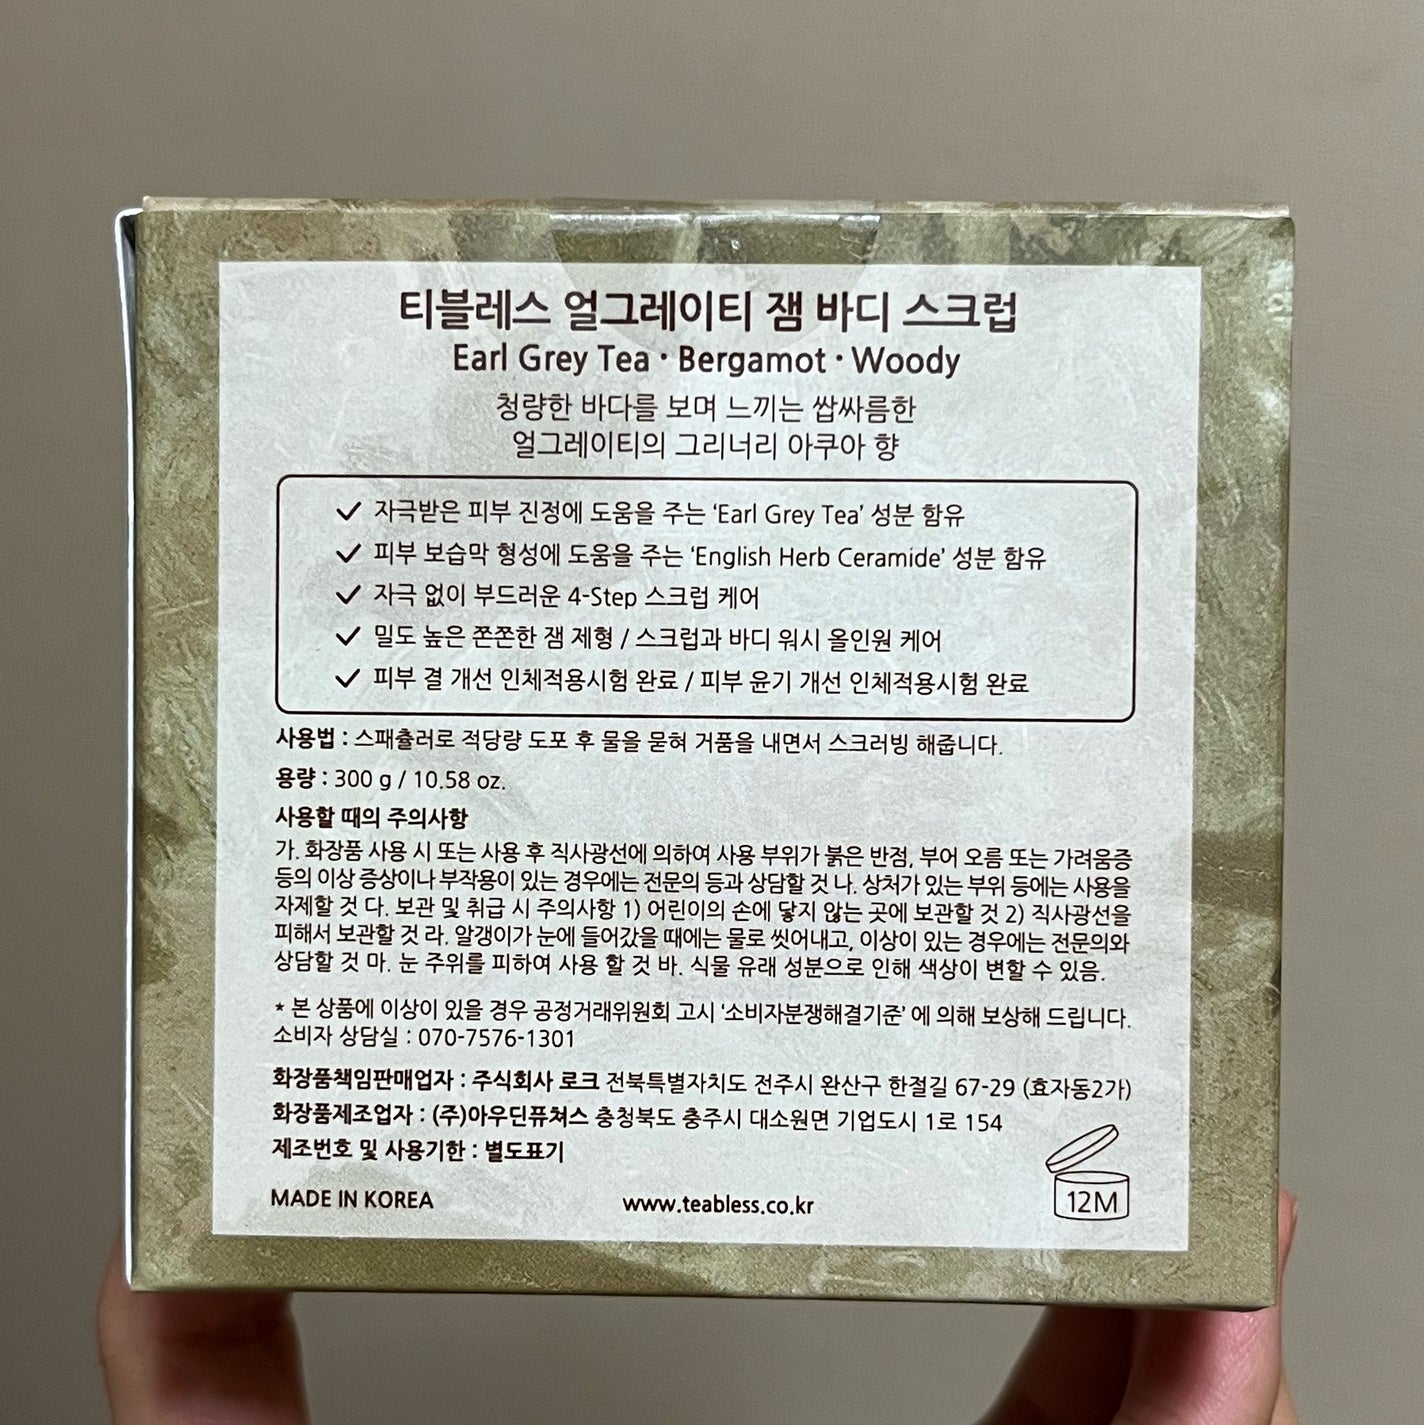 티블레스 얼그레이티 잼 바디 스크럽
Earl Grey Tea · Bergamot · Woody
청량한 바다를 보며 느끼는 쌉싸름한
얼그레이티의 그리너리 아쿠아 향
✓ 자극받은 피부 진정에 도움을 주는 ‘Earl Grey Tea’ 성분 함유
✓ 피부 보습막 형성에 도움을 주는 ‘English Herb Ceramide’ 성분 함유
✓ 자극 없이 부드러운 4-Step 스크럽 케어
✓ 밀도 높은 쫀쫀한 잼 제형 / 스크럽과 바디 워시 올인원 케어
✓ 피부 결 개선 인체적용시험 완료 / 피부 윤기 개선 인체적용시험 완료
사용법 : 스패츌러로 적당량 도포 후 물을 묻혀 거품을 내면서 스크러빙 해줍니다.
용량 : 300 g / 10.58 oz.
사용할 때의 주의사항
가. 화장품 사용 시 또는 사용 후 직사광선에 의하여 사용 부위가 붉은 반점, 부어 오름 또는 가려움증
등의 이상 증상이나 부작용이 있는 경우에는 전문의 등과 상담할 것 나. 상처가 있는 부위 등에는 사용을
자제할 것 다. 보관 및 취급 시 주의사항 1) 어린이의 손에 닿지 않는 곳에 보관할 것 2) 직사광선을
피해서 보관할 것 라. 알갱이가 눈에 들어갔을 때에는 물로 씻어내고, 이상이 있는 경우에는 전문의와
상담할 것 마. 눈 주위를 피하여 사용 할 것 바. 식물 유래 성분으로 인해 색상이 변할 수 있음.
* 본 상품에 이상이 있을 경우 공정거래위원회 고시 ‘소비자분쟁해결기준’ 에 의해 보상해 드립니다.
소비자 상담실 : 070-7576-1301
화장품책임판매업자 : 주식회사 로크 전북특별자치도 전주시 완산구 한절길 67-29 (효자동2가)
화장품제조업자 : (주)아우딘퓨쳐스 충청북도 충주시 대소원면 기업도시 1로 154
제조번호 및 사용기한 : 별도표기
MADE IN KOREA
www.teabless.co.kr
12M